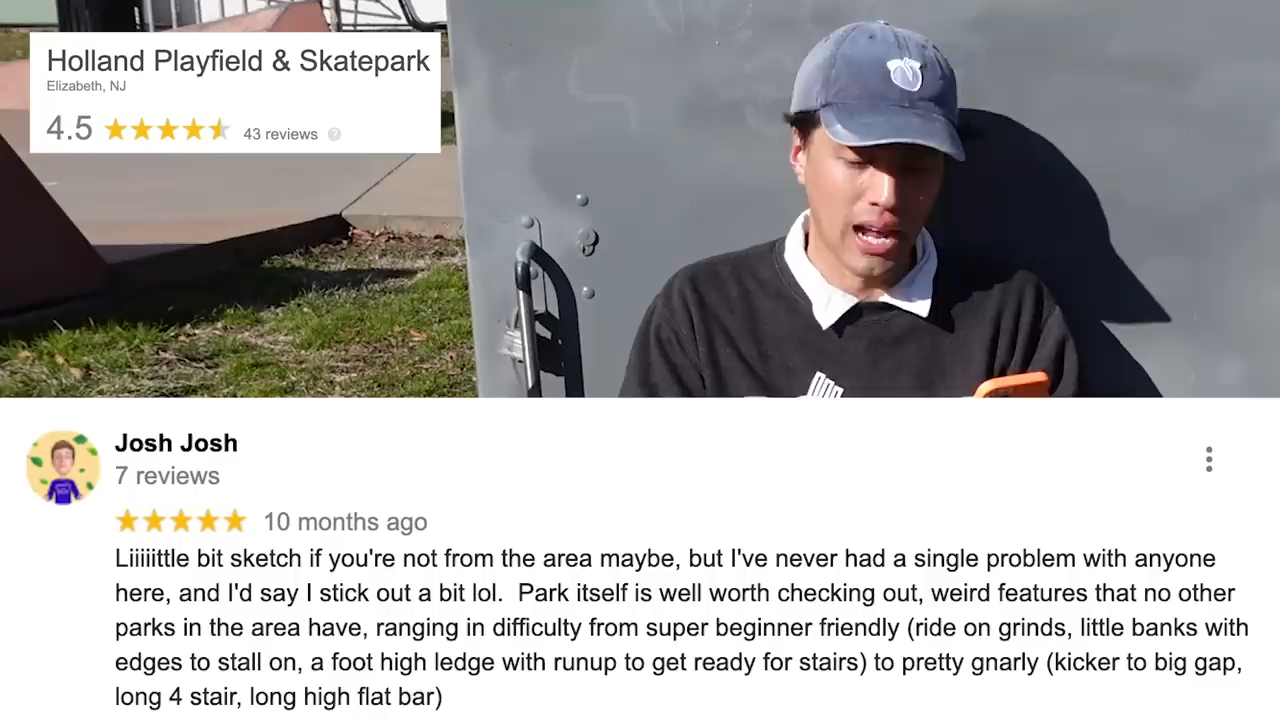 Holland Playfield & Skatepark
Elizabeth, NJ
4.5 43 reviews
Josh Josh
7 reviews
10 months ago
Liiiiittle bit sketch if you're not from the area maybe, but I've never had a single problem with anyone
here, and I'd say I stick out a bit lol.  Park itself is well worth checking out, weird features that no other
parks in the area have, ranging in difficulty from super beginner friendly (ride on grinds, little banks with
edges to stall on, a foot high ledge with runup to get ready for stairs) to pretty gnarly (kicker to big gap,
long 4 stair, long high flat bar)